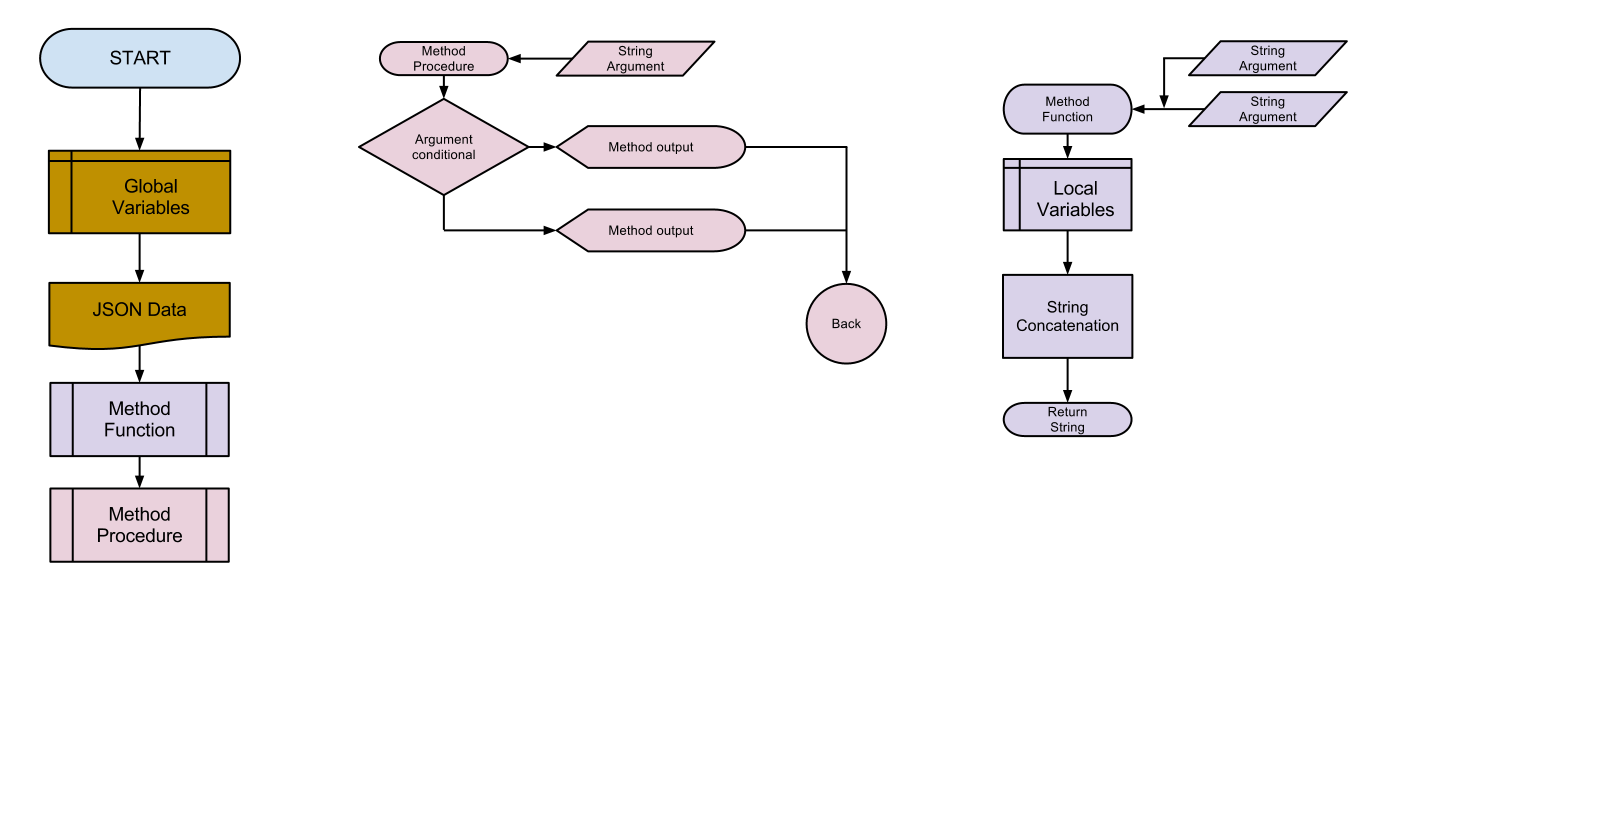 START
Global
Variables
JSON Data
Method
Function
Method
Procedure
Method
Procedure
String
Argument
Argument
conditional
Method output
Method output
Back
String
Argument
String
Argument
Method
Function
Local
Variables
String
Concatenation
Return
String